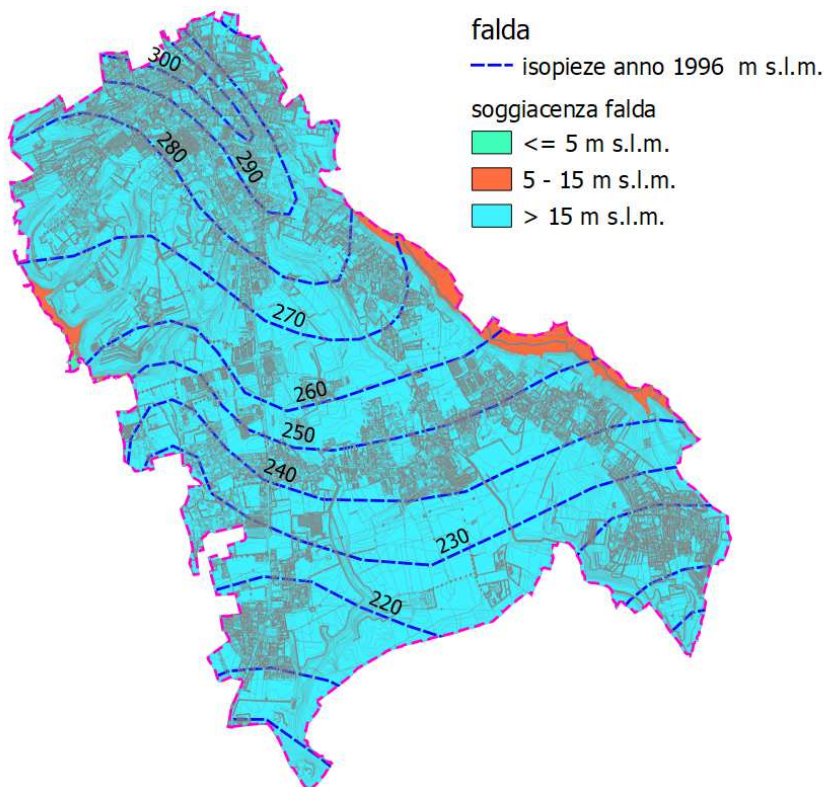 falda
isopieze anno 1996 m s.l.m.
soggiacenza falda
<= 5 m s.l.m.
5 - 15 m s.l.m.
> 15 m s.l.m.
300
280
290
270
260
250
240
230
220